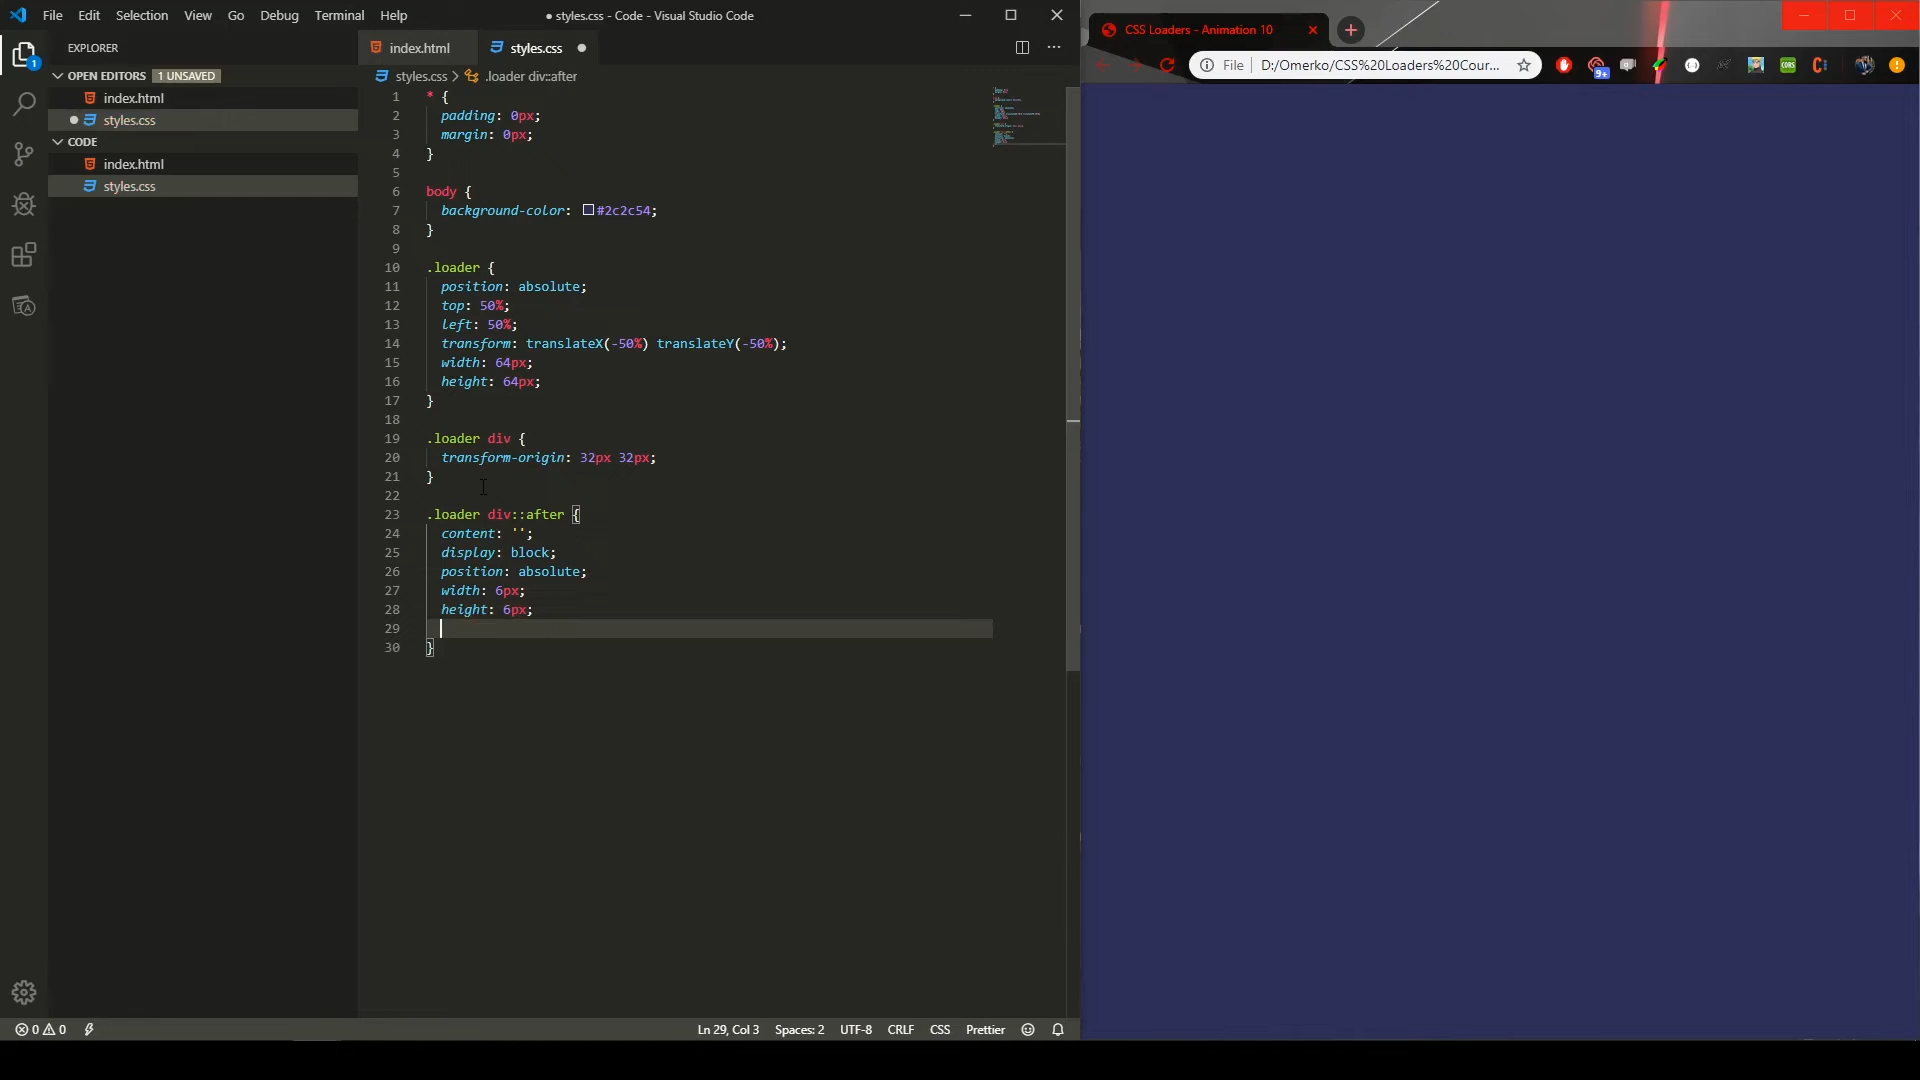 File Edit Selection View Go Debug Terminal Help
● styles.css - Code - Visual Studio Code
CSS Loaders - Animation 10
File D:/Omerko/CSS%20Loaders%20Cour...
9+
CORS
EXPLORER
1
OPEN EDITORS 1 UNSAVED
index.html
styles.css
CODE
index.html
styles.css
index.html styles.css
styles.css > .loader div::after
1 * {
2 padding: 0px;
3 margin: 0px;
4 }
5
6 body {
7 background-color: #2c2c54;
8 }
9
10 .loader {
11 position: absolute;
12 top: 50%;
13 left: 50%;
14 transform: translateX(-50%) translateY(-50%);
15 width: 64px;
16 height: 64px;
17 }
18
19 .loader div {
20 transform-origin: 32px 32px;
21 }
22
23 .loader div::after {
24 content: '';
25 display: block;
26 position: absolute;
27 width: 6px;
28 height: 6px;
29
30 }
0 0
Ln 29, Col 3 Spaces: 2 UTF-8 CRLF CSS Prettier